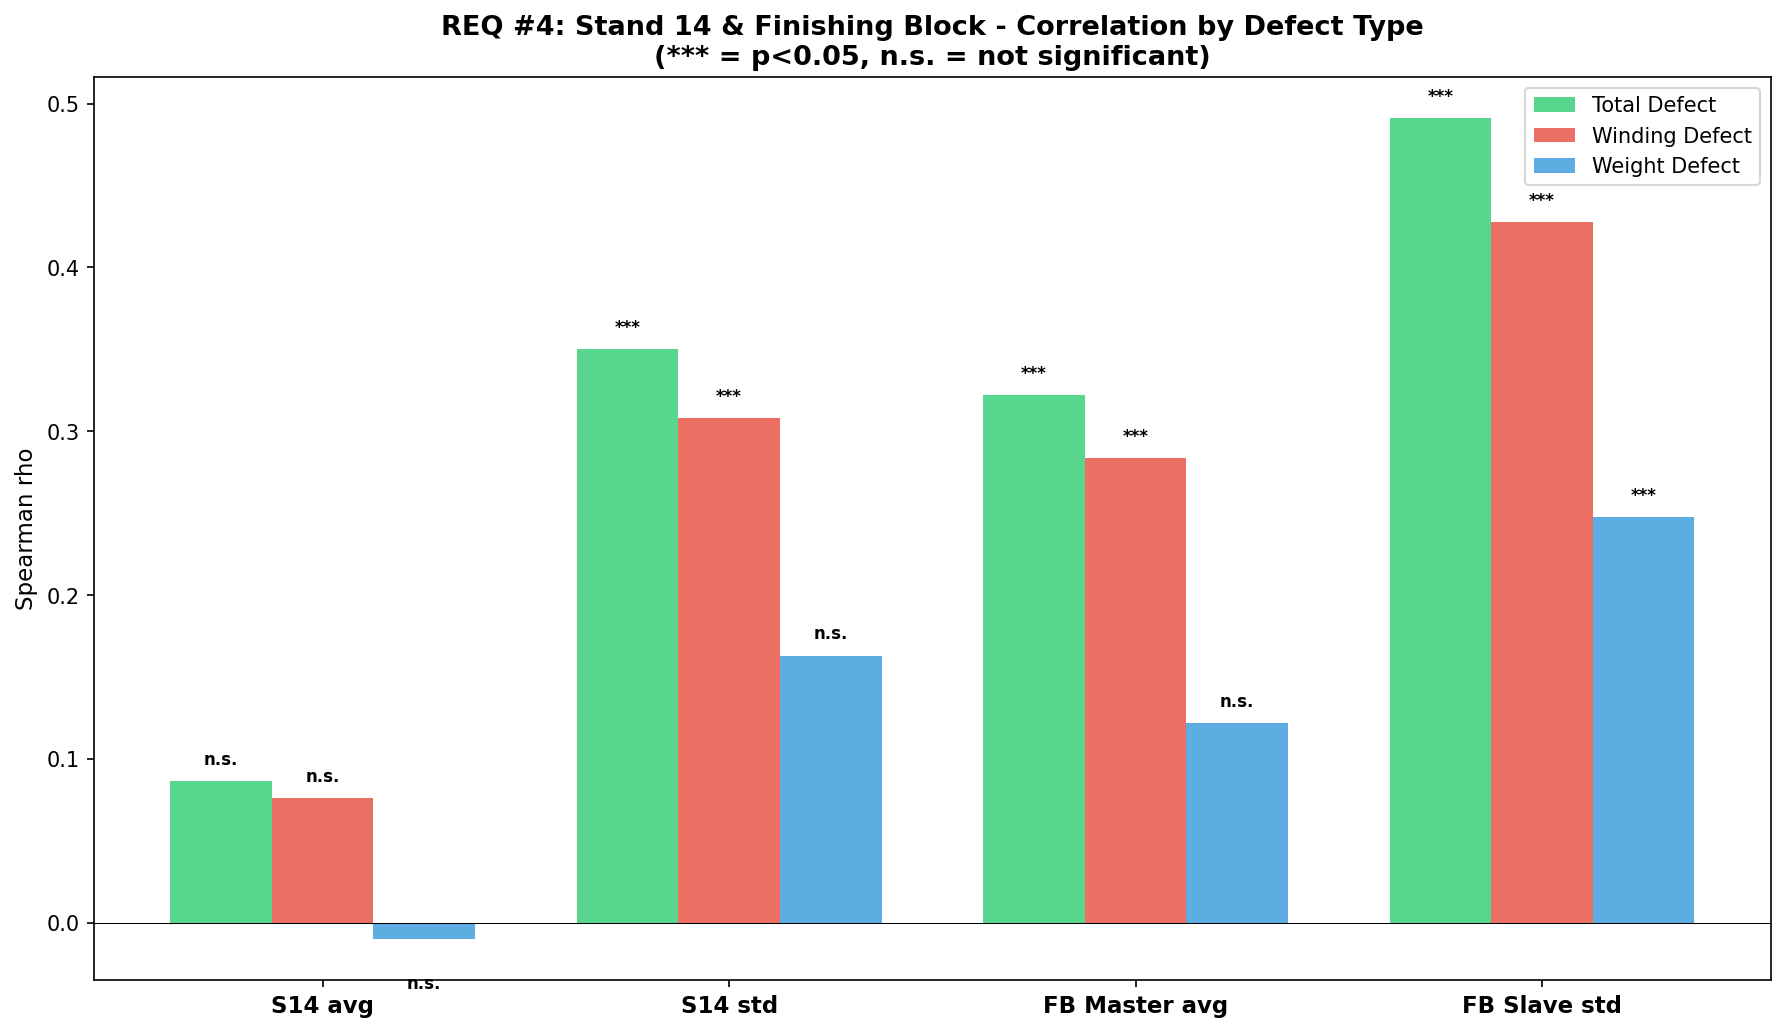 REQ #4: Stand 14 & Finishing Block - Correlation by Defect Type
(*** = p<0.05, n.s. = not significant)
Total Defect
Winding Defect
Weight Defect
Spearman rho
0.5
0.4
0.3
0.2
0.1
0.0
n.s.
n.s.
n.s.
***
***
n.s.
***
***
n.s.
***
***
***
S14 avg
S14 std
FB Master avg
FB Slave std